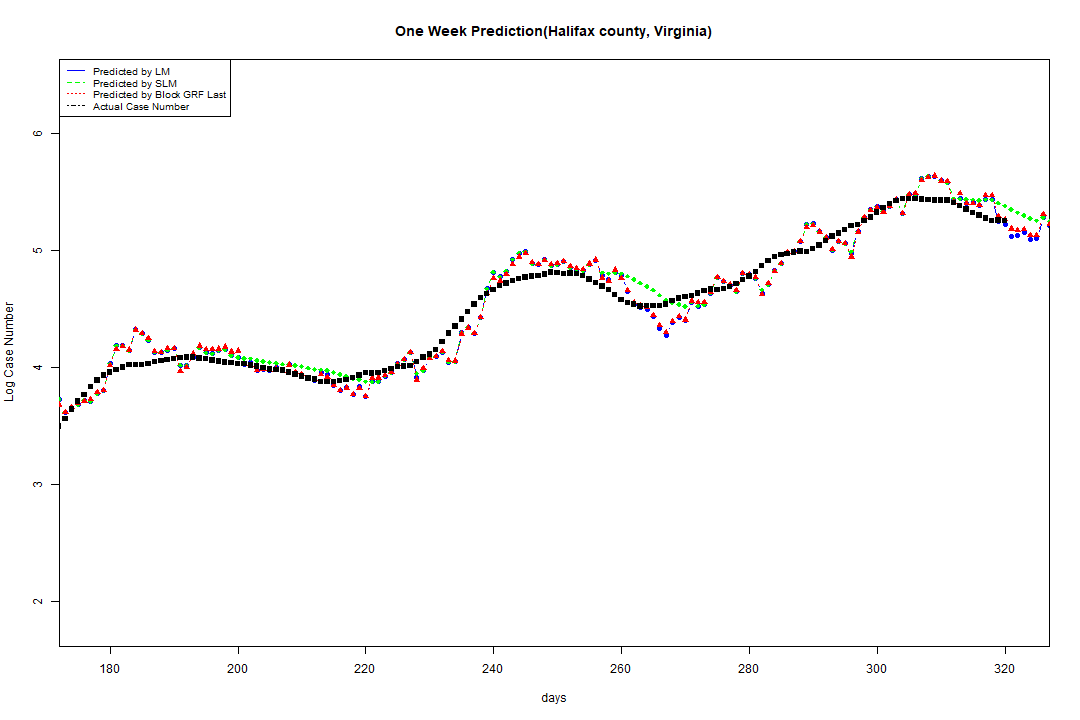 One Week Prediction(Halifax county, Virginia)
Predicted by LM
Predicted by SLM
Predicted by Block GRF Last
Actual Case Number
6
5
4
3
2
Log Case Number
180 200 220 240 260 280 300 320
days